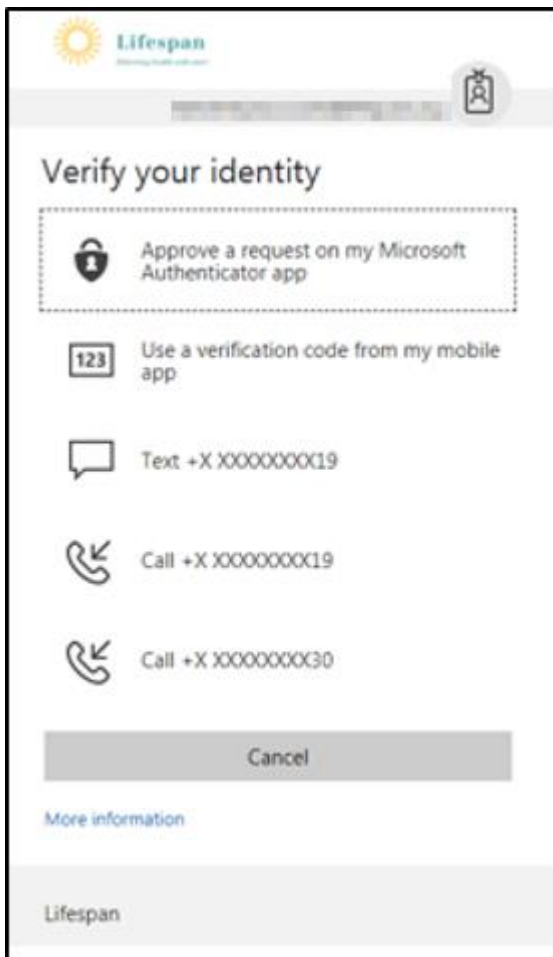 Lifespan
Verify your identity
Approve a request on my Microsoft
Authenticator app
123
Use a verification code from my mobile
app
Text +X XXXXXXXX19
Call +X XXXXXXXX19
Call +X XXXXXXXX30
Cancel
More information
Lifespan